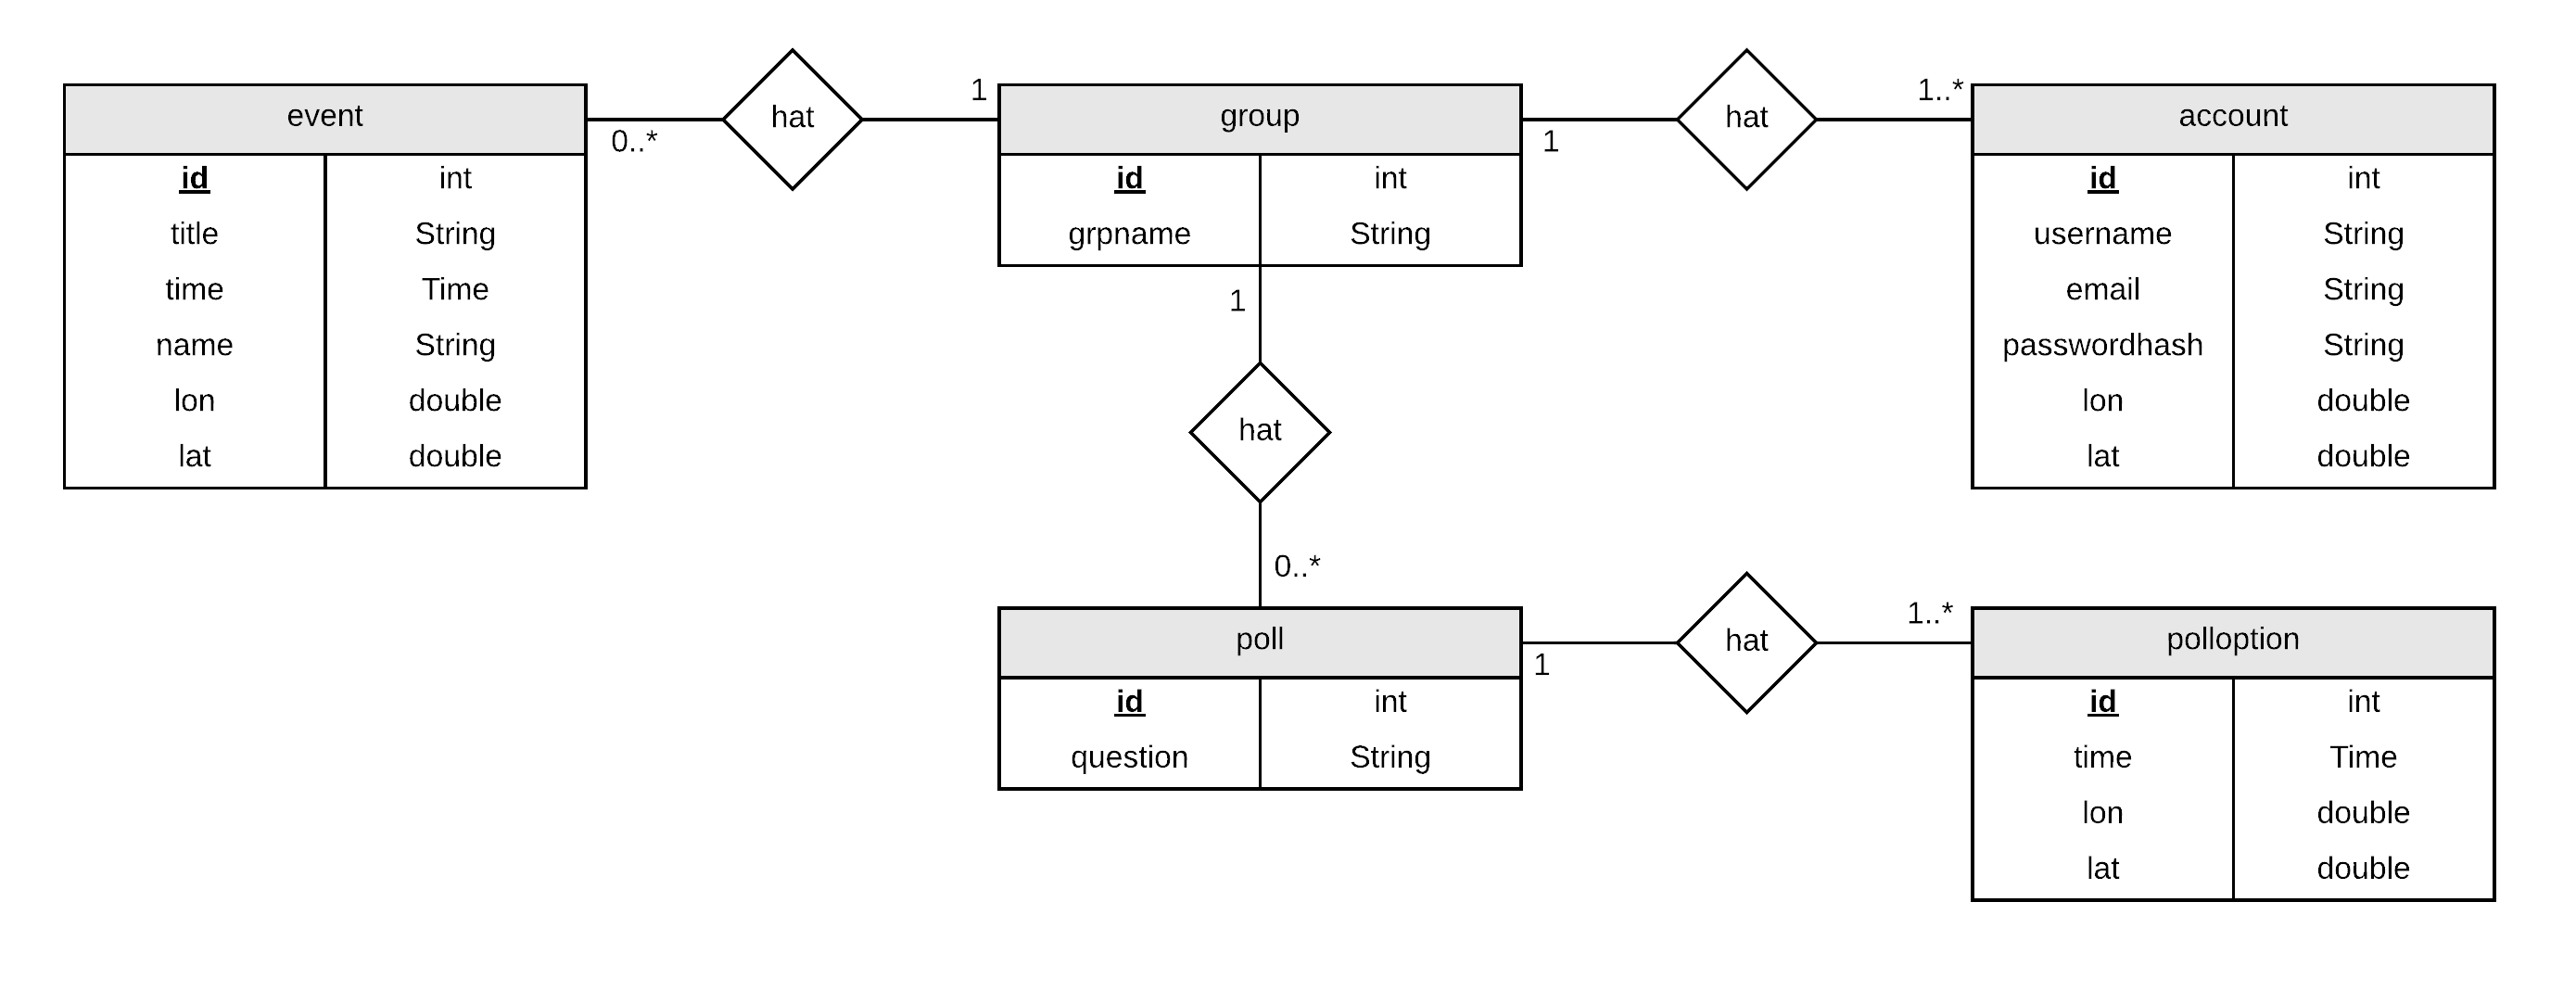 event
id int
title String
time Time
name String
lon double
lat double
0..*
hat
1
group
id int
grpname String
1
hat
1..*
account
id int
username String
email String
passwordhash String
lon double
lat double
1
hat
0..*
poll
id int
question String
1
hat
1..*
polloption
id int
time Time
lon double
lat double